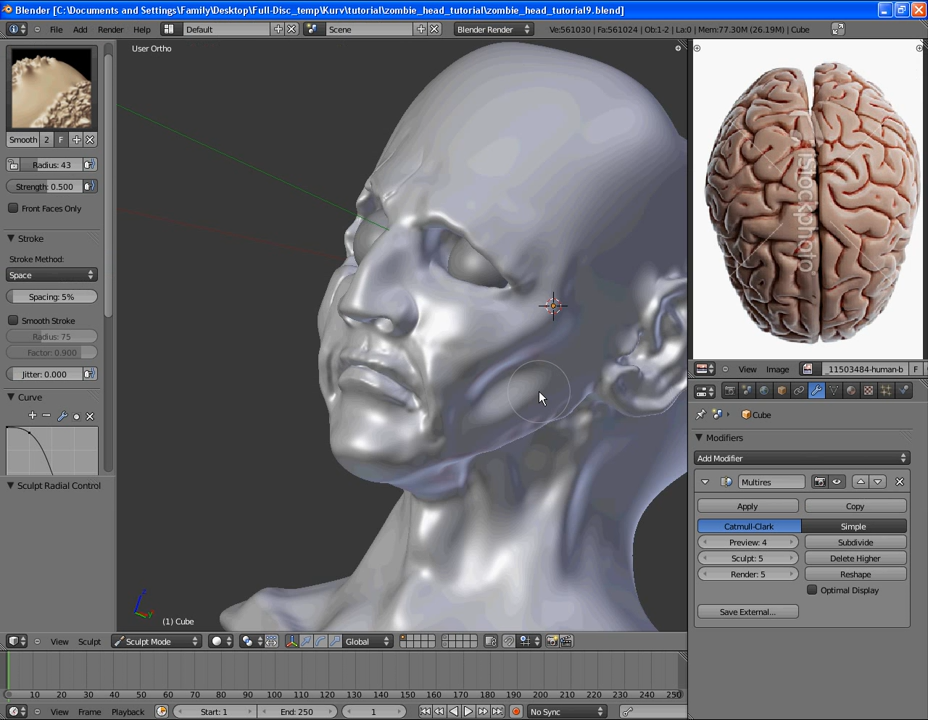 Blender [C:\Documents and Settings\Family\Desktop\Full-Disc_temp\Kurv\tutorial\zombie_head_tutorial\zombie_head_tutorial9.blend]
File Add Render Help Default Scene Blender Render Ve:561030 | Fa:561024 | Ob:1-2 | La:0 | Mem:77.30M (26.19M) | Cube
User Ortho
Smooth 2 F
Radius: 43
Strength: 0.500
Front Faces Only
Stroke
Stroke Method:
Space
Spacing: 5%
Smooth Stroke
Radius: 75
Factor: 0.900
Jitter: 0.000
Curve
Sculpt Radial Control
iStockphoto
View Image _11503484-human-b F
Cube
Modifiers
Add Modifier
Multires
Apply Copy
Catmull-Clark Simple
Preview: 4 Subdivide
Sculpt: 5 Delete Higher
Render: 5 Reshape
Optimal Display
Save External...
(1) Cube
View Sculpt Sculpt Mode Global
0 10 20 30 40 50 60 70 80 90 100 110 120 130 140 150 160 170 180 190 200 210 220 230 240 250
View Frame Playback Start: 1 End: 250 1 No Sync